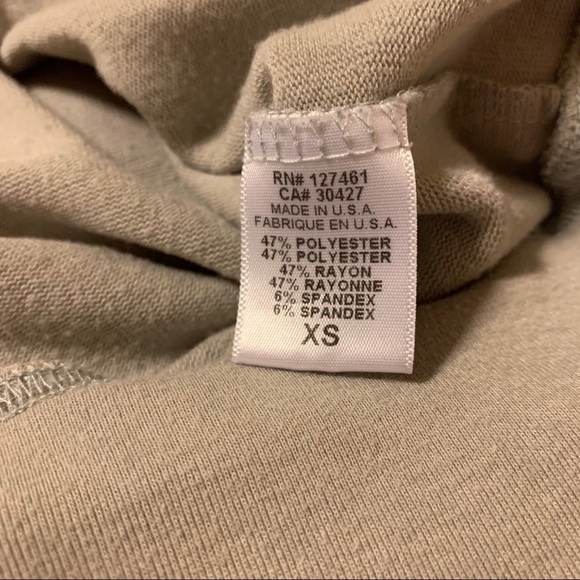 RN# 127461
CA# 30427
MADE IN U.S.A.
FABRIQUE EN U.S.A.
47% POLYESTER
47% POLYESTER
47% RAYON
47% RAYONNE
6% SPANDEX
6% SPANDEX
XS